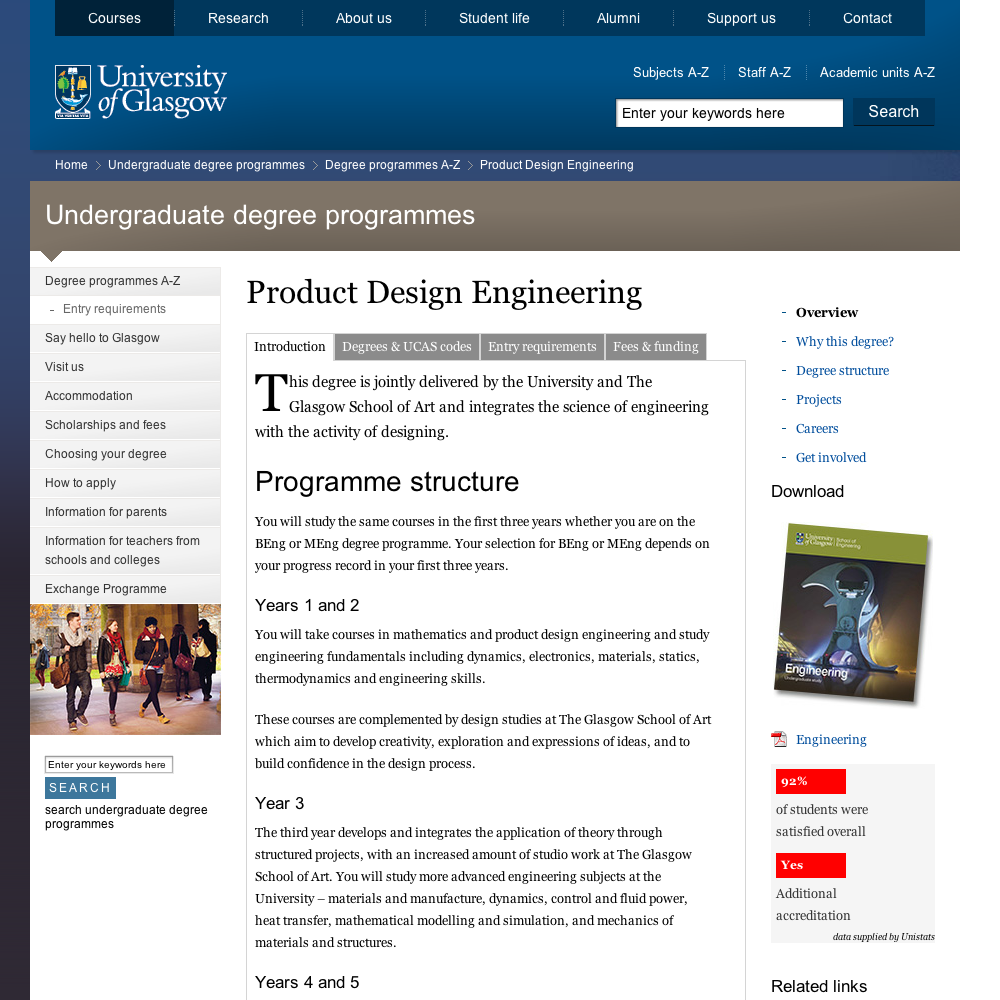 Courses
Research
About us
Student life
Alumni
Support us
Contact
University
of Glasgow
VIA VERITAS VITA
Subjects A-Z
Staff A-Z
Academic units A-Z
Enter your keywords here
Search
Home
Undergraduate degree programmes
Degree programmes A-Z
Product Design Engineering
Undergraduate degree programmes
Degree programmes A-Z
- Entry requirements
Say hello to Glasgow
Visit us
Accommodation
Scholarships and fees
Choosing your degree
How to apply
Information for parents
Information for teachers from
schools and colleges
Exchange Programme
Enter your keywords here
SEARCH
search undergraduate degree
programmes
Product Design Engineering
Introduction
Degrees & UCAS codes
Entry requirements
Fees & funding
This degree is jointly delivered by the University and The
Glasgow School of Art and integrates the science of engineering
with the activity of designing.
Programme structure
You will study the same courses in the first three years whether you are on the
BEng or MEng degree programme. Your selection for BEng or MEng depends on
your progress record in your first three years.
Years 1 and 2
You will take courses in mathematics and product design engineering and study
engineering fundamentals including dynamics, electronics, materials, statics,
thermodynamics and engineering skills.
These courses are complemented by design studies at The Glasgow School of Art
which aim to develop creativity, exploration and expressions of ideas, and to
build confidence in the design process.
Year 3
The third year develops and integrates the application of theory through
structured projects, with an increased amount of studio work at The Glasgow
School of Art. You will study more advanced engineering subjects at the
University – materials and manufacture, dynamics, control and fluid power,
heat transfer, mathematical modelling and simulation, and mechanics of
materials and structures.
Years 4 and 5
- Overview
- Why this degree?
- Degree structure
- Projects
- Careers
- Get involved
Download
University
of Glasgow
School of
Engineering
Engineering
Undergraduate study
Engineering
92%
of students were
satisfied overall
Yes
Additional
accreditation
data supplied by Unistats
Related links